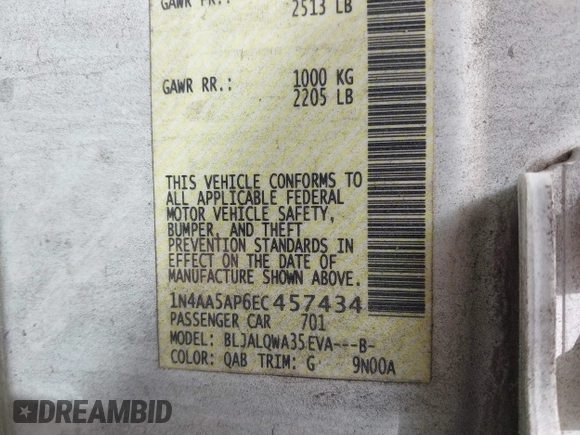 GAWR FR.:
2513 LB
GAWR RR.: 1000 KG
2205 LB
THIS VEHICLE CONFORMS TO
ALL APPLICABLE FEDERAL
MOTOR VEHICLE SAFETY,
BUMPER, AND THEFT
PREVENTION STANDARDS IN
EFFECT ON THE DATE OF
MANUFACTURE SHOWN ABOVE.
1N4AA5AP6EC457434
PASSENGER CAR 701
MODEL: BLJALQWA35EVA---B-
COLOR: QAB TRIM: G 9N00A
DREAMBID